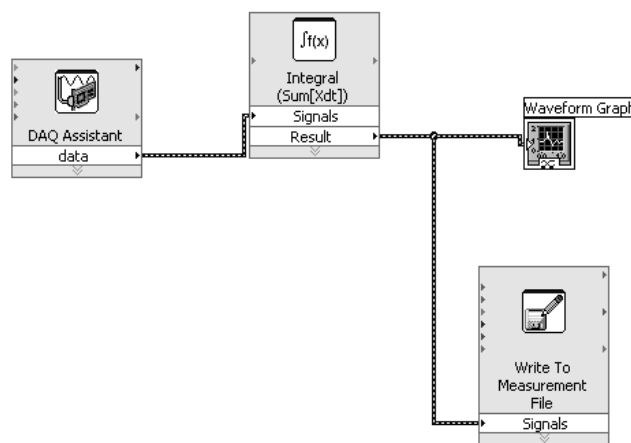 ∫f(x)
Integral
(Sum[Xdt])
Signals
Result
DAQ Assistant
data
Waveform Graph
Write To
Measurement
File
Signals